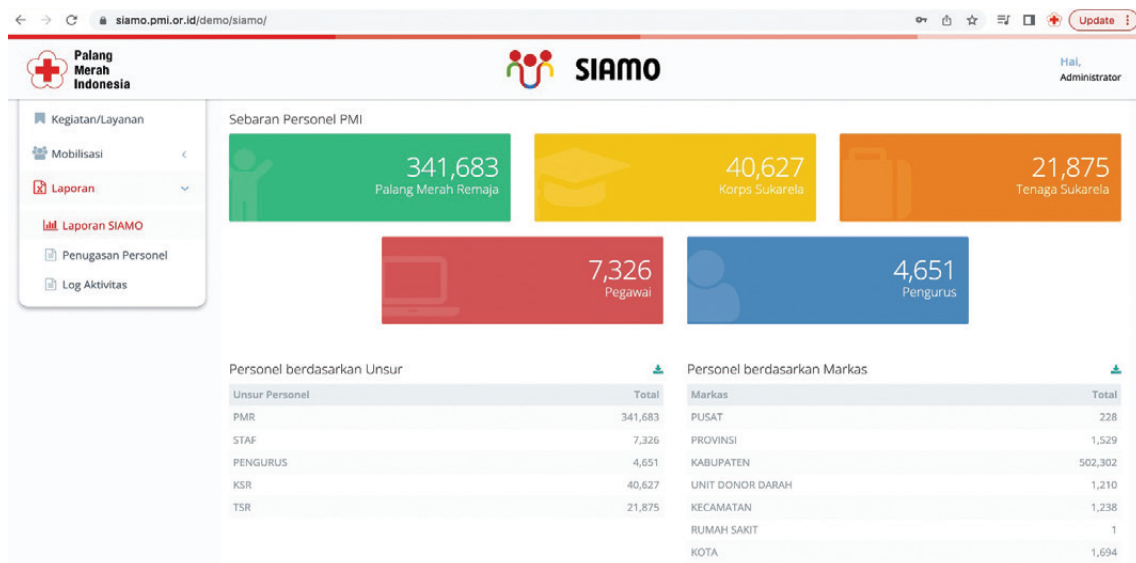 siamo.pmi.or.id/demo/siamo/
Update
Palang
Merah
Indonesia
SIAMO
Hai,
Administrator
Kegiatan/Layanan
Mobilisasi
Laporan
Laporan SIAMO
Penugasan Personel
Log Aktivitas
Sebaran Personel PMI
341,683
Palang Merah Remaja
40,627
Korps Sukarela
21,875
Tenaga Sukarela
7,326
Pegawai
4,651
Pengurus
Personel berdasarkan Unsur
Unsur Personel Total
PMR 341,683
STAF 7,326
PENGURUS 4,651
KSR 40,627
TSR 21,875
Personel berdasarkan Markas
Markas Total
PUSAT 228
PROVINSI 1,529
KABUPATEN 502,302
UNIT DONOR DARAH 1,210
KECAMATAN 1,238
RUMAH SAKIT 1
KOTA 1,694